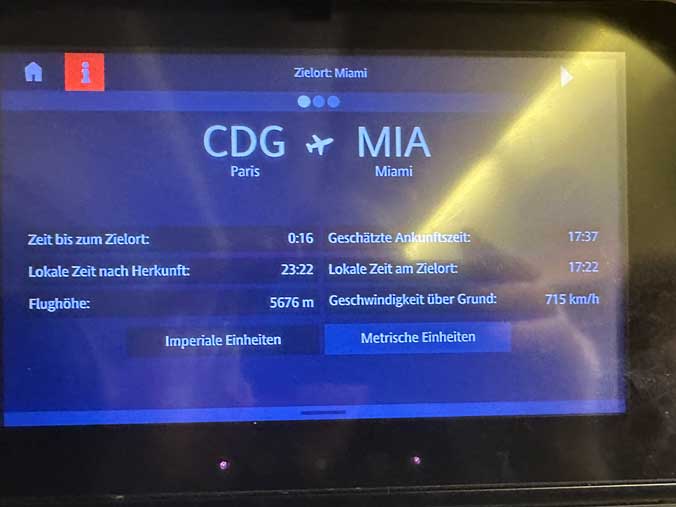 i
Zielort: Miami
CDG MIA
Paris Miami
Zeit bis zum Zielort: 0:16 Geschätzte Ankunftszeit: 17:37
Lokale Zeit nach Herkunft: 23:22 Lokale Zeit am Zielort: 17:22
Flughöhe: 5676 m Geschwindigkeit über Grund: 715 km/h
Imperiale Einheiten Metrische Einheiten